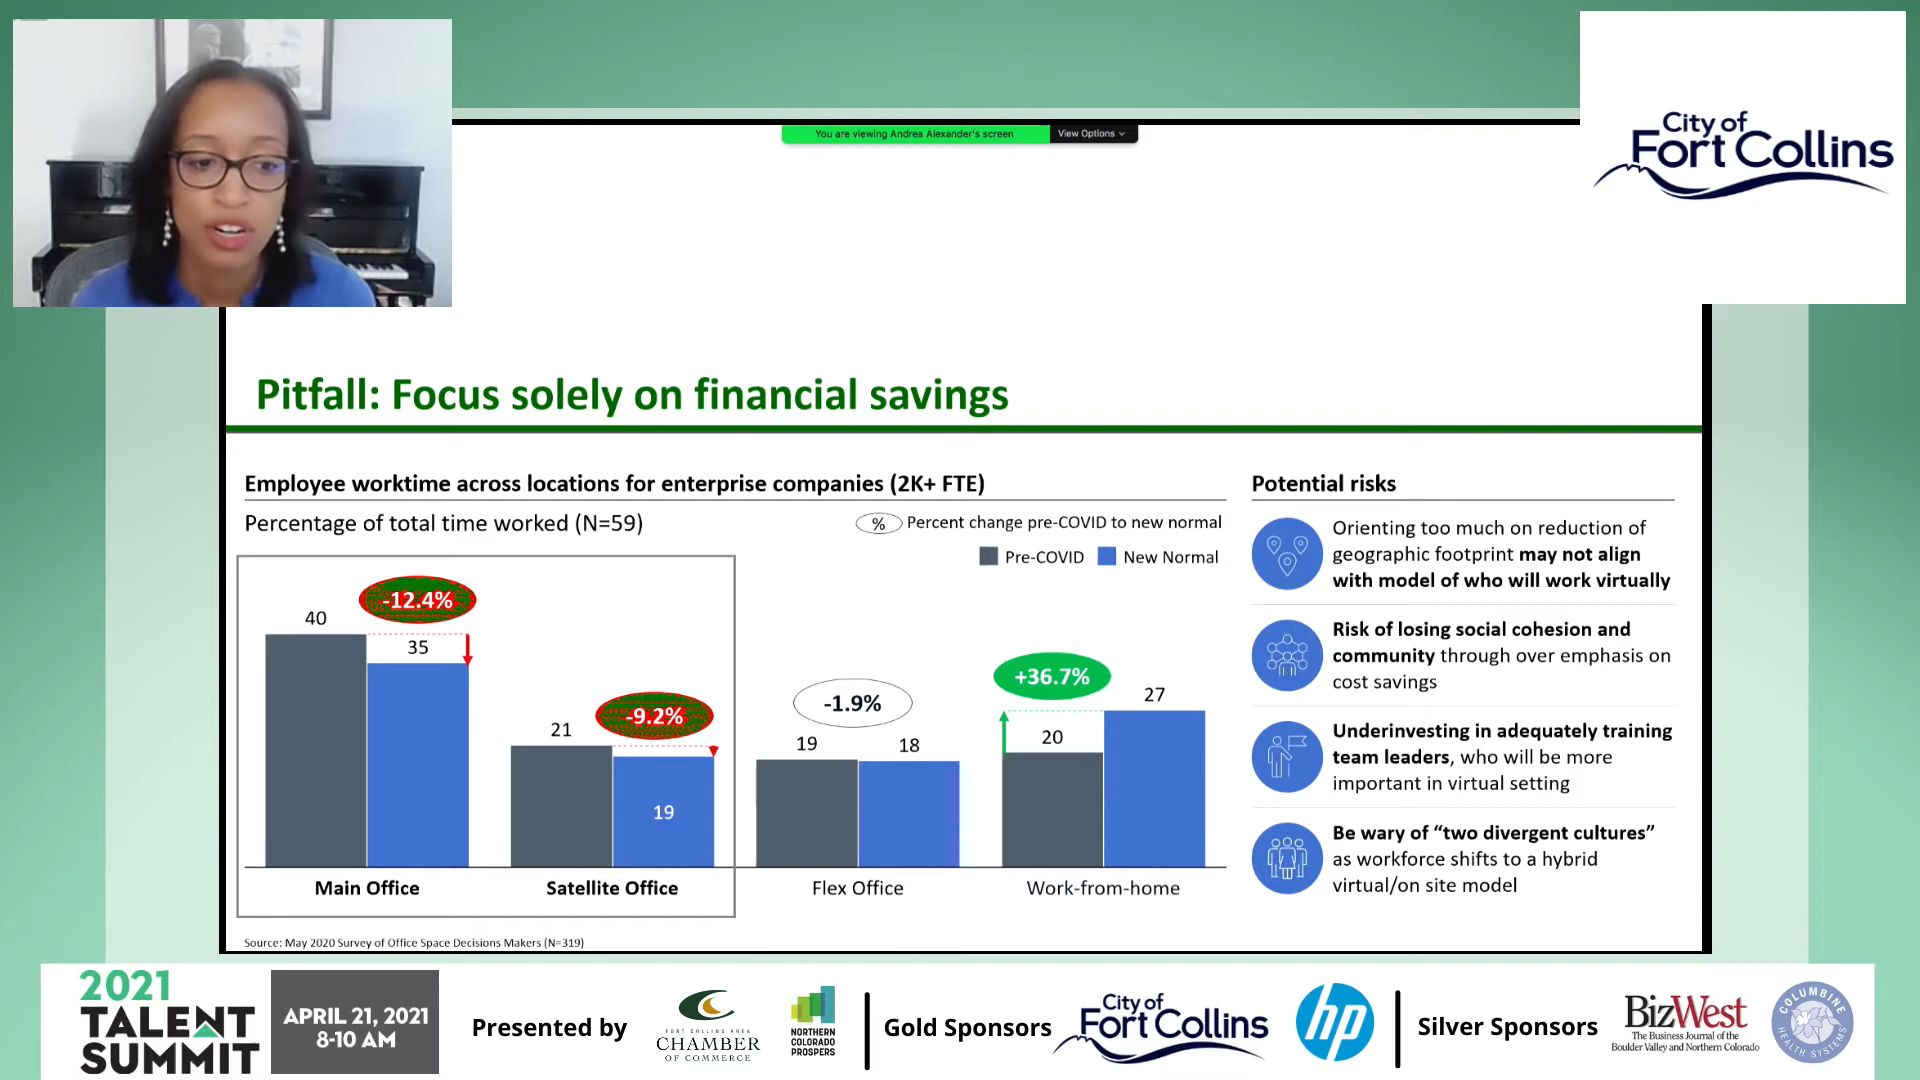 You are viewing Andrea Alexander's screen
View Options
City of
Fort Collins
Pitfall: Focus solely on financial savings
Employee worktime across locations for enterprise companies (2K+ FTE)
Percentage of total time worked (N=59)
% Percent change pre-COVID to new normal
Pre-COVID New Normal
-12.4%
40
35
-9.2%
21
19
-1.9%
19
18
+36.7%
20
27
Main Office
Satellite Office
Flex Office
Work-from-home
Source: May 2020 Survey of Office Space Decisions Makers (N=319)
Potential risks
Orienting too much on reduction of
geographic footprint may not align
with model of who will work virtually
Risk of losing social cohesion and
community through over emphasis on
cost savings
Underinvesting in adequately training
team leaders, who will be more
important in virtual setting
Be wary of “two divergent cultures”
as workforce shifts to a hybrid
virtual/on site model
2021
TALENT
SUMMIT
APRIL 21, 2021
8-10 AM
Presented by
FORT COLLINS AREA
CHAMBER
OF COMMERCE
NORTHERN
COLORADO
PROSPERS
Gold Sponsors
City of
Fort Collins
hp
Silver Sponsors
BizWest
The Business Journal of the
Boulder Valley and Northern Colorado
COLUMBINE
HEALTH SYSTEMS